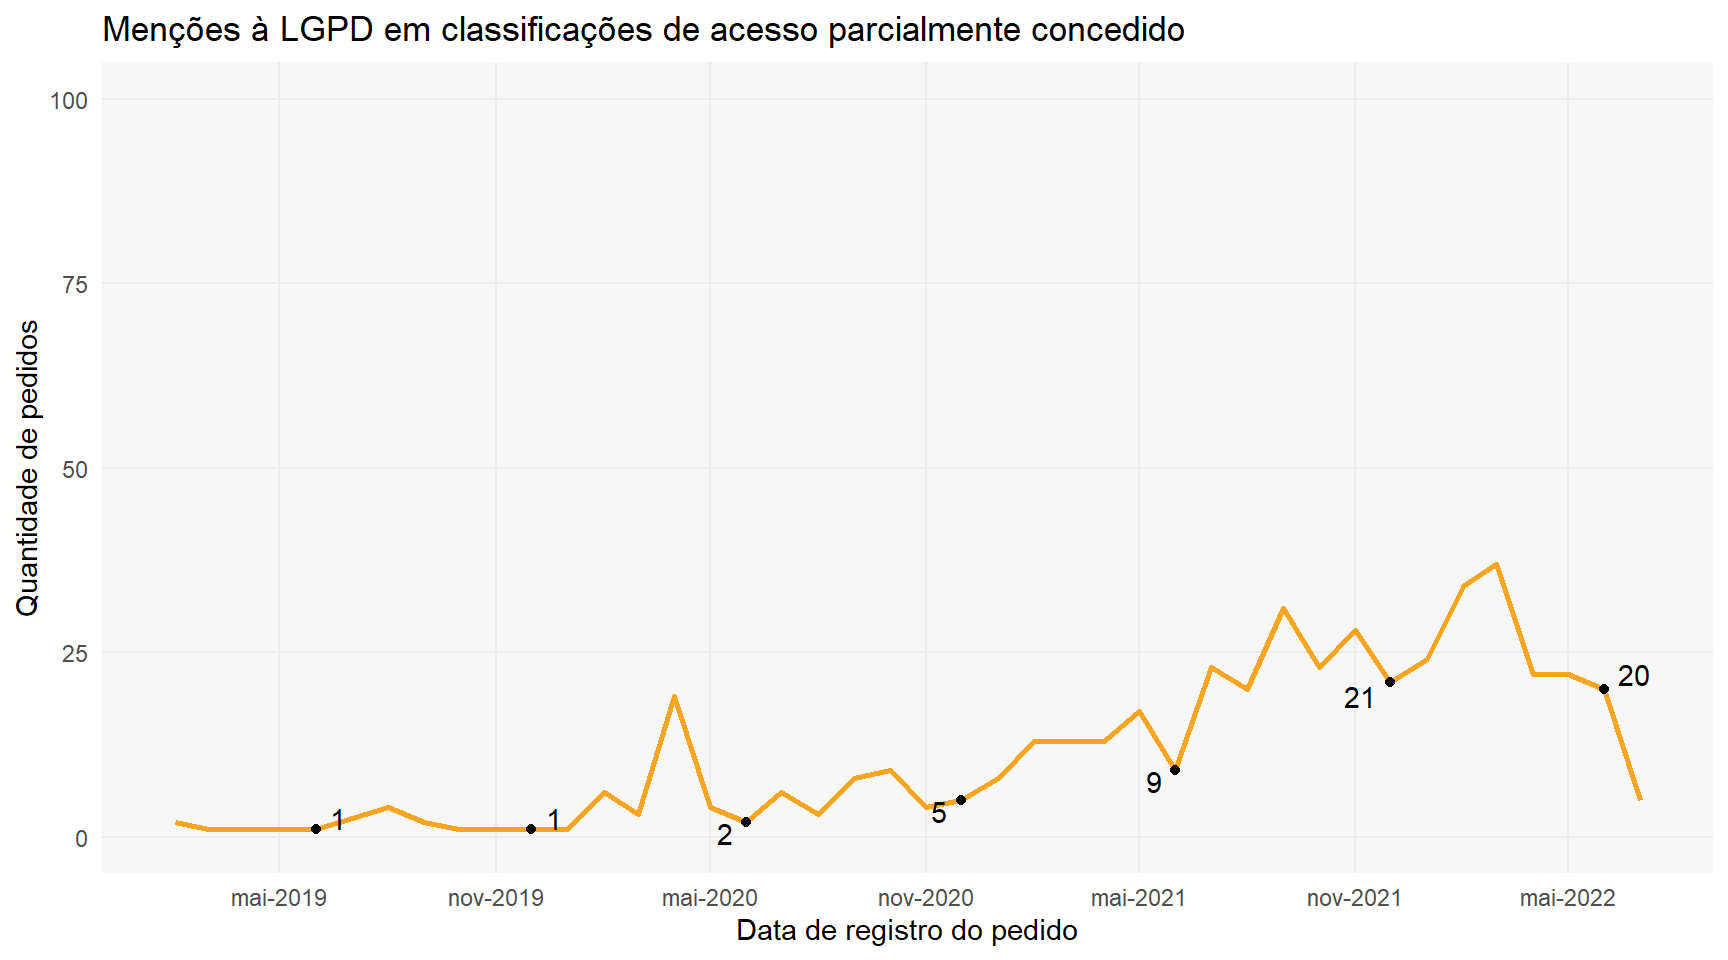 Menções à LGPD em classificações de acesso parcialmente concedido
Quantidade de pedidos
100
75
50
25
0
1
1
2
5
9
21
20
mai-2019
nov-2019
mai-2020
nov-2020
mai-2021
nov-2021
mai-2022
Data de registro do pedido